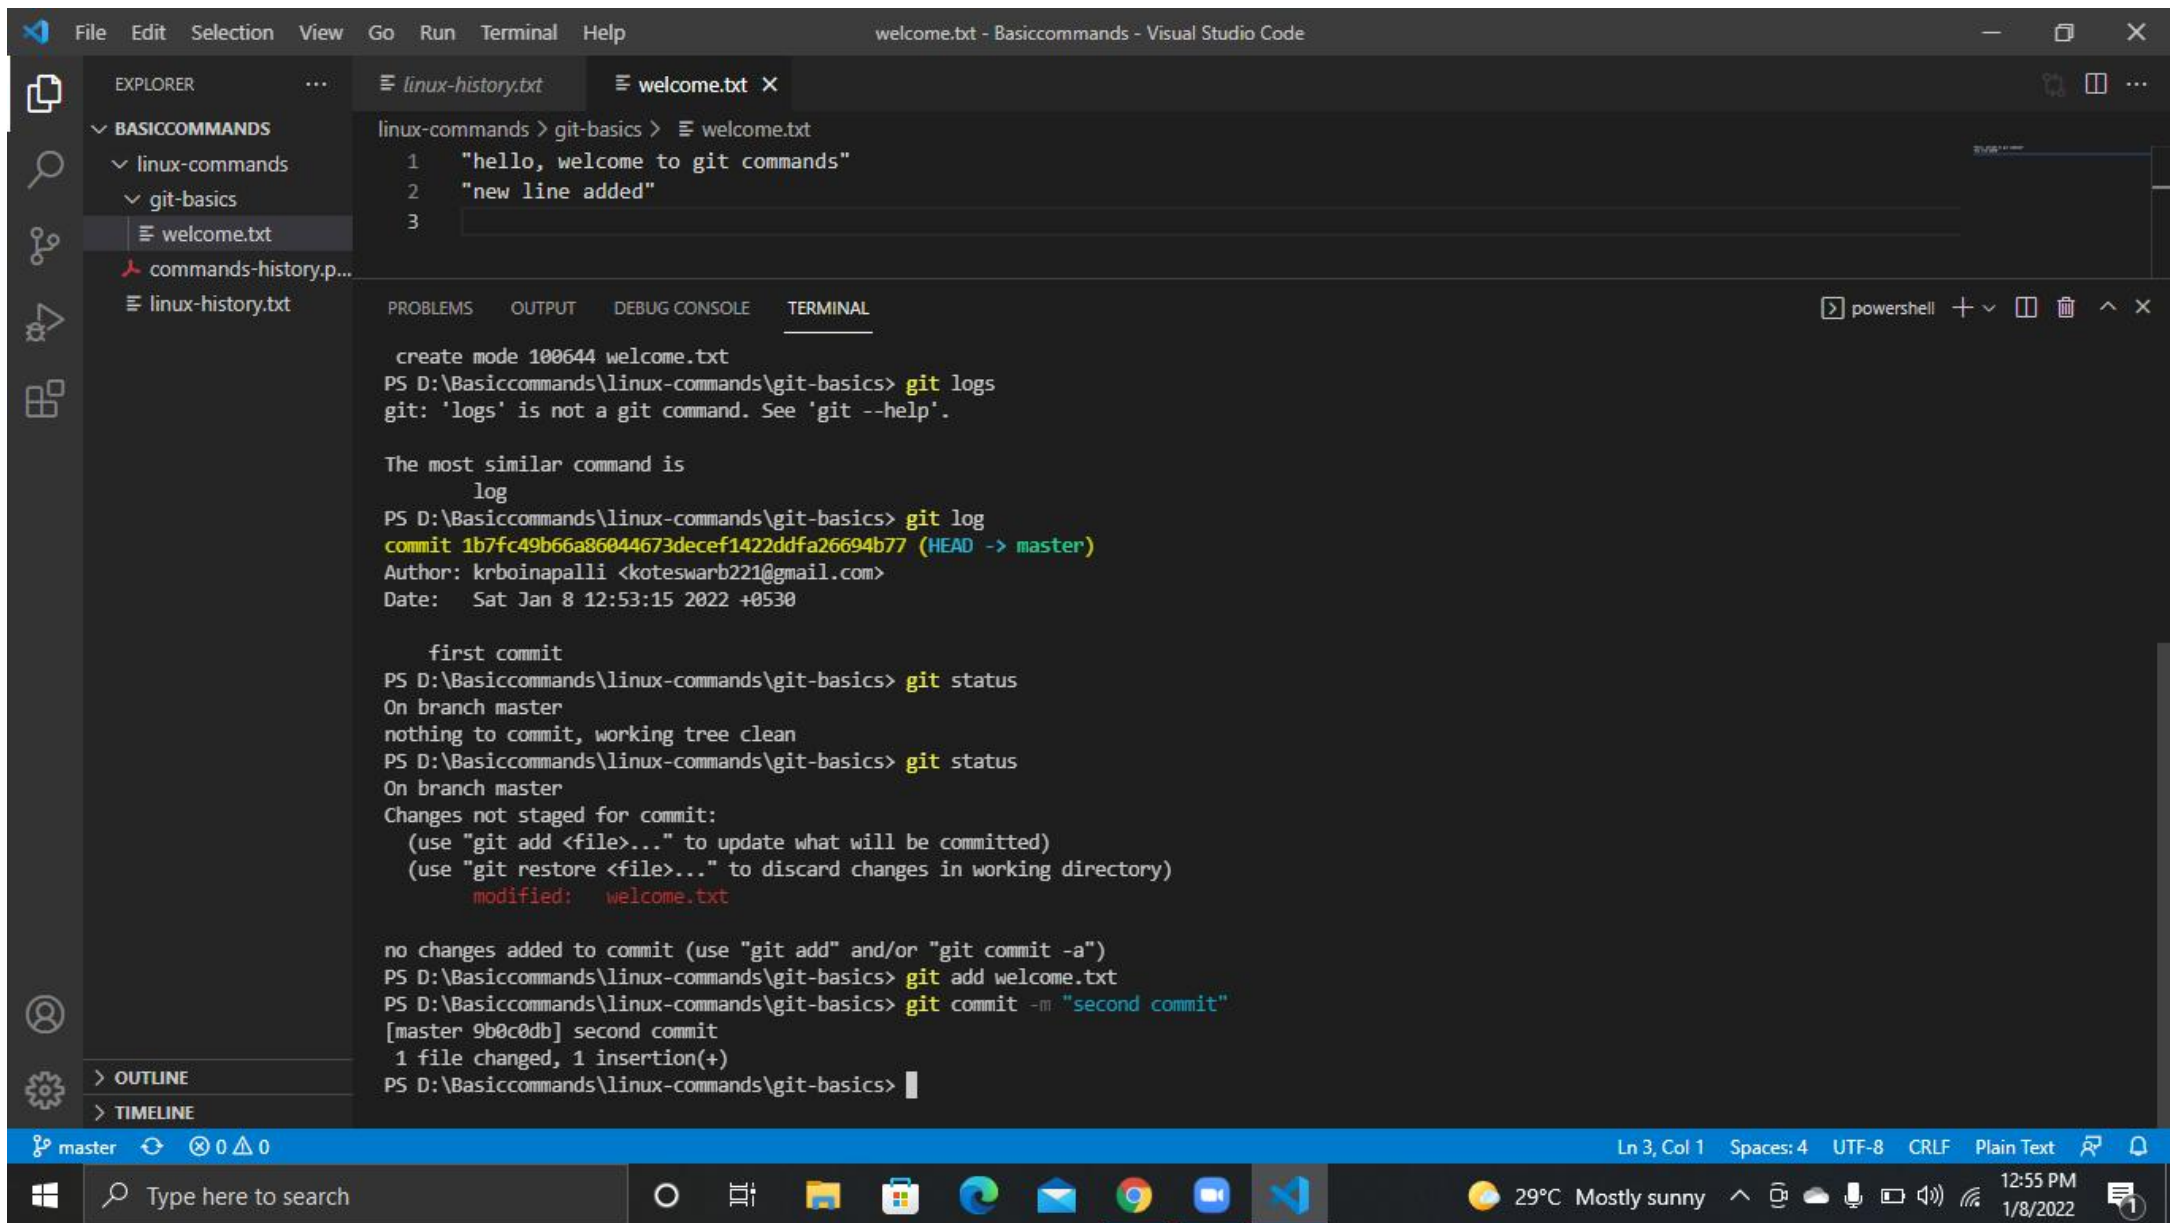 File Edit Selection View Go Run Terminal Help
welcome.txt - Basiccommands - Visual Studio Code
EXPLORER
BASICCOMMANDS
linux-commands
git-basics
welcome.txt
commands-history.p...
linux-history.txt
OUTLINE
TIMELINE
linux-history.txt
welcome.txt
linux-commands > git-basics > welcome.txt
1 "hello, welcome to git commands"
2 "new line added"
3
PROBLEMS OUTPUT DEBUG CONSOLE TERMINAL
powershell
create mode 100644 welcome.txt
PS D:\Basiccommands\linux-commands\git-basics> git logs
git: 'logs' is not a git command. See 'git --help'.
The most similar command is
log
PS D:\Basiccommands\linux-commands\git-basics> git log
commit 1b7fc49b66a86044673decef1422ddfa26694b77 (HEAD -> master)
Author: krboinapalli <koteswarb221@gmail.com>
Date: Sat Jan 8 12:53:15 2022 +0530
first commit
PS D:\Basiccommands\linux-commands\git-basics> git status
On branch master
nothing to commit, working tree clean
PS D:\Basiccommands\linux-commands\git-basics> git status
On branch master
Changes not staged for commit:
(use "git add <file>..." to update what will be committed)
(use "git restore <file>..." to discard changes in working directory)
modified: welcome.txt
no changes added to commit (use "git add" and/or "git commit -a")
PS D:\Basiccommands\linux-commands\git-basics> git add welcome.txt
PS D:\Basiccommands\linux-commands\git-basics> git commit -m "second commit"
[master 9b0c0db] second commit
1 file changed, 1 insertion(+)
PS D:\Basiccommands\linux-commands\git-basics>
master 0 0
Ln 3, Col 1 Spaces: 4 UTF-8 CRLF Plain Text
Type here to search
29°C Mostly sunny
12:55 PM
1/8/2022
1